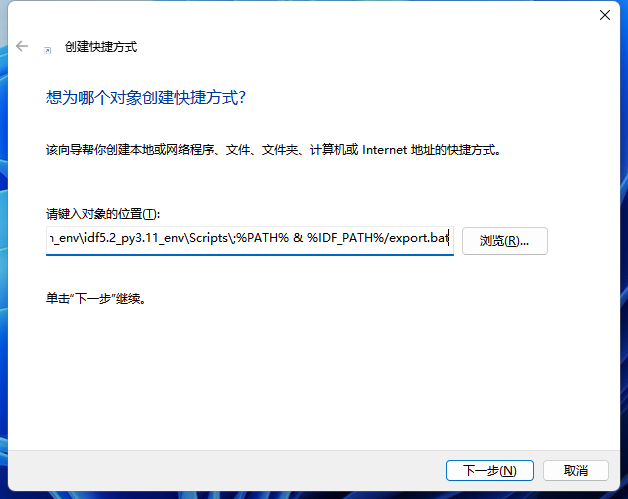 创建快捷方式
想为哪个对象创建快捷方式?
该向导帮你创建本地或网络程序、文件、文件夹、计算机或 Internet 地址的快捷方式。
请键入对象的位置(T):
n_env\idf5.2_py3.11_env\Scripts\;%PATH% & %IDF_PATH%/export.bat
浏览(R)...
单击“下一步”继续。
下一步(N)
取消